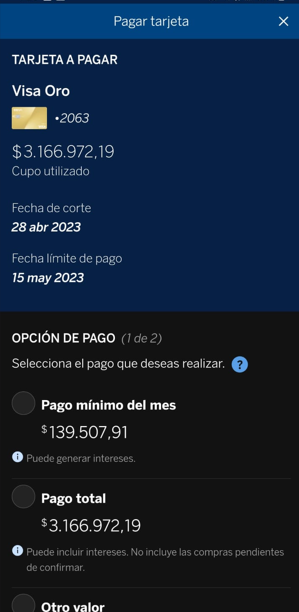 Pagar tarjeta
TARJETA A PAGAR
Visa Oro
•2063
$3.166.972,19
Cupo utilizado
Fecha de corte
28 abr 2023
Fecha límite de pago
15 may 2023
OPCIÓN DE PAGO (1 de 2)
Selecciona el pago que deseas realizar. ?
Pago mínimo del mes
$139.507,91
Puede generar intereses.
Pago total
$3.166.972,19
Puede incluir intereses. No incluye las compras pendientes
de confirmar.
Otro valor